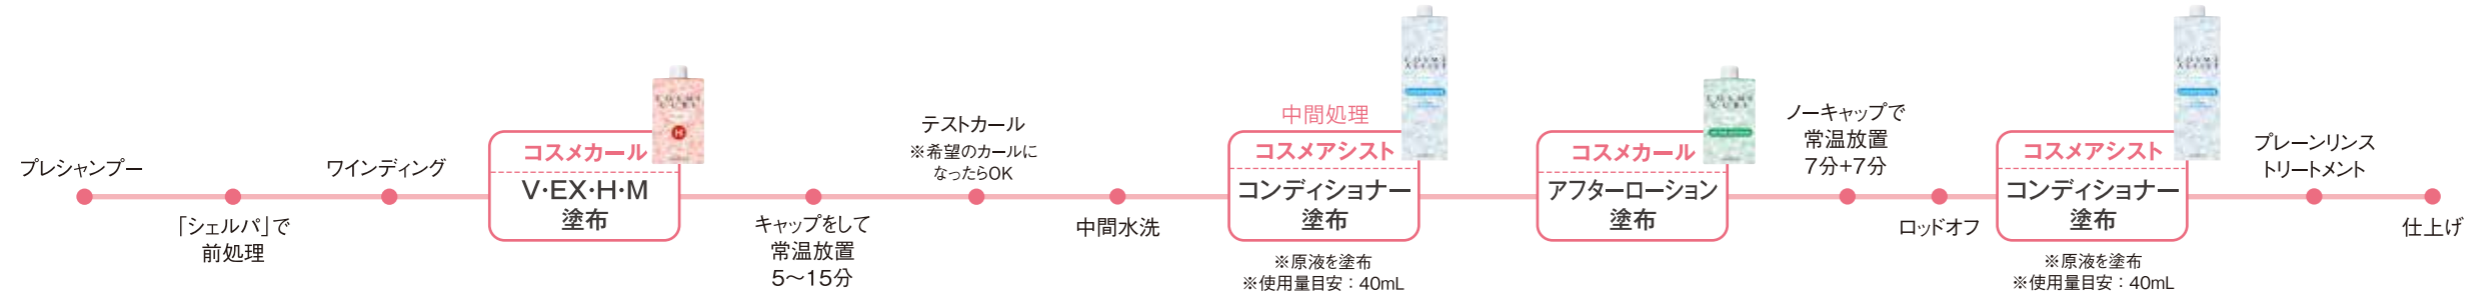 プレシャンプー
「シェルパ」で
前処理
ワインディング
コスメカール
V・EX・H・M
塗布
COSME
CURL
H
キャップをして
常温放置
5〜15分
テストカール
※希望のカールに
なったらOK
中間水洗
中間処理
コスメアシスト
コンディショナー
塗布
※原液を塗布
※使用量目安：40mL
COSME
ASSIST
コスメカール
アフターローション
塗布
COSME
CURL
ノーキャップで
常温放置
7分+7分
ロッドオフ
コスメアシスト
コンディショナー
塗布
※原液を塗布
※使用量目安：40mL
COSME
ASSIST
プレーンリンス
トリートメント
仕上げ